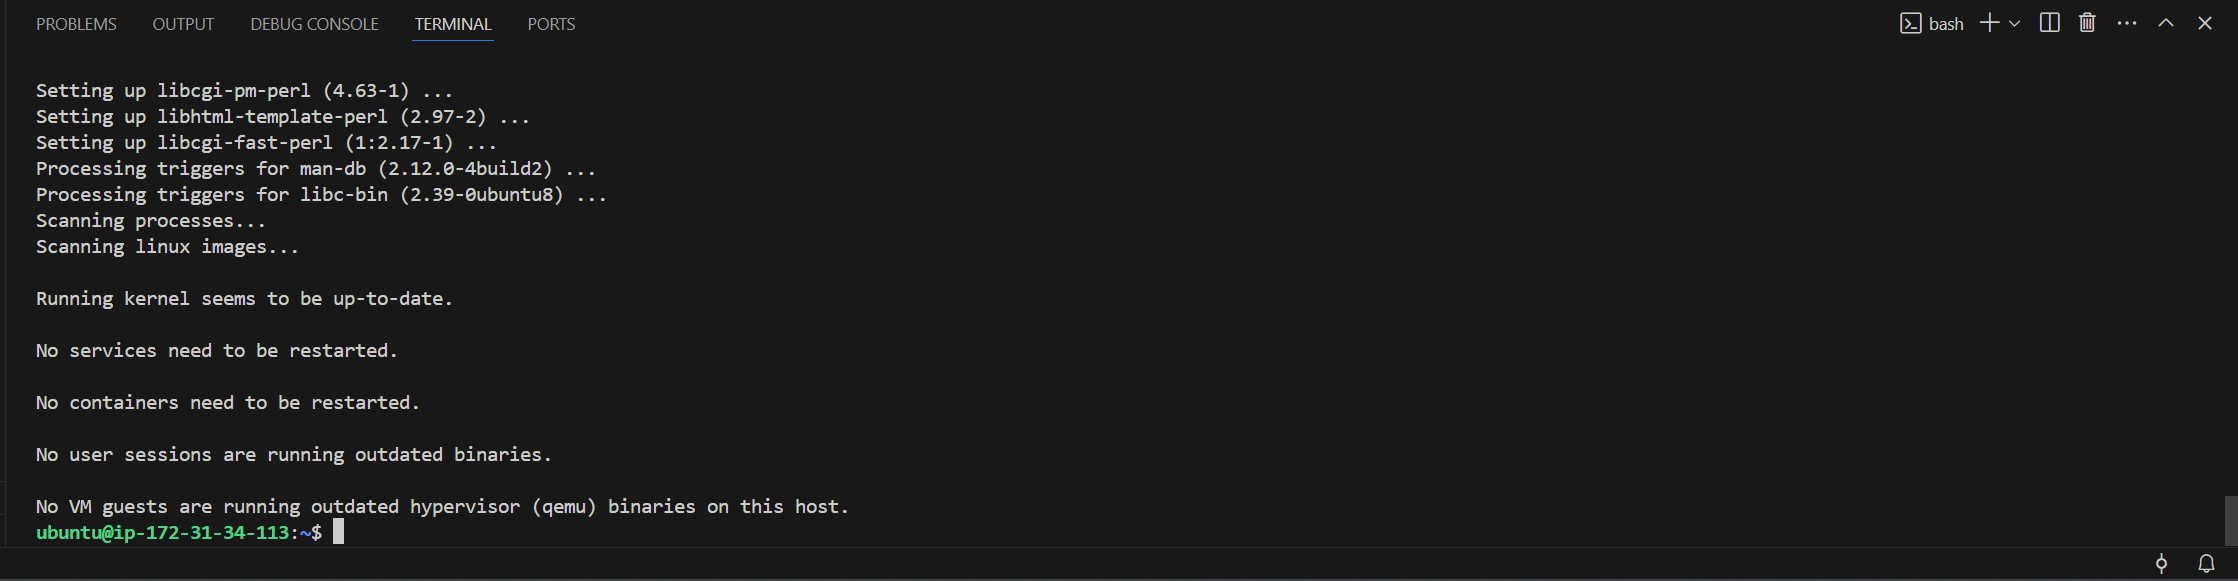 PROBLEMS OUTPUT DEBUG CONSOLE TERMINAL PORTS bash
Setting up libcgi-pm-perl (4.63-1) ...
Setting up libhtml-template-perl (2.97-2) ...
Setting up libcgi-fast-perl (1:2.17-1) ...
Processing triggers for man-db (2.12.0-4build2) ...
Processing triggers for libc-bin (2.39-0ubuntu8) ...
Scanning processes...
Scanning linux images...
Running kernel seems to be up-to-date.
No services need to be restarted.
No containers need to be restarted.
No user sessions are running outdated binaries.
No VM guests are running outdated hypervisor (qemu) binaries on this host.
ubuntu@ip-172-31-34-113:~$